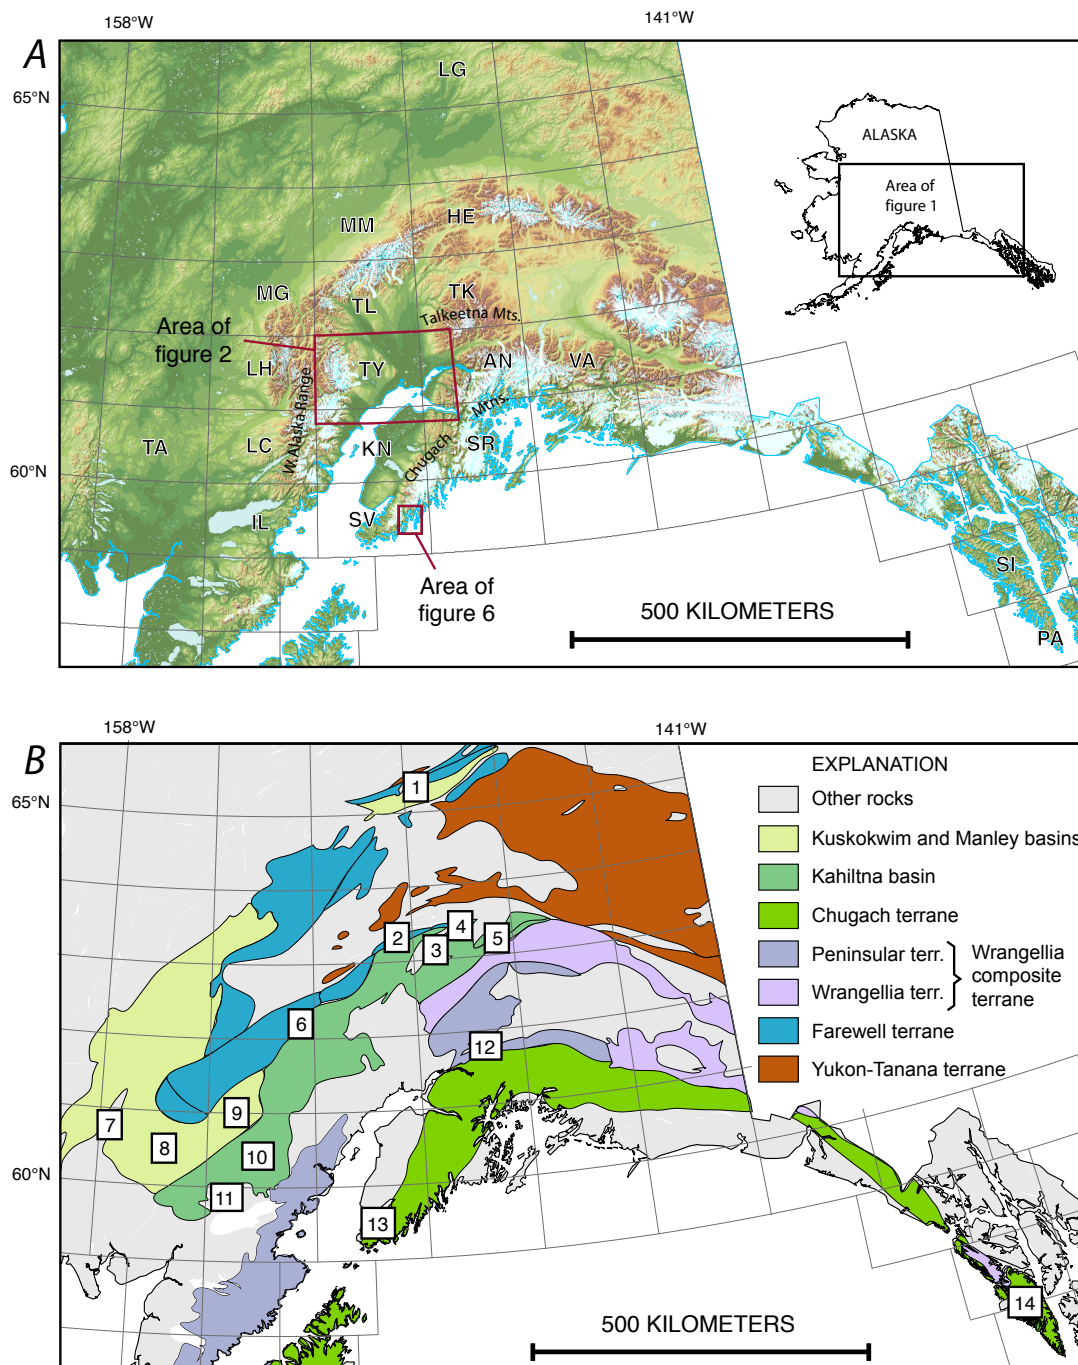 158°W
141°W
A
65°N
60°N
LG
HE
MM
MG
TL
TK
Talkeetna Mts.
Area of
figure 2
LH
TY
AN
VA
W. Alaska Range
TA
LC
KN
Chugach Mtns.
SR
IL
SV
Area of
figure 6
SI
PA
500 KILOMETERS
ALASKA
Area of
figure 1
158°W
141°W
B
65°N
60°N
1
2
3
4
5
6
7
8
9
10
11
12
13
14
EXPLANATION
Other rocks
Kuskokwim and Manley basins
Kahiltna basin
Chugach terrane
Peninsular terr.
Wrangellia terr.
Wrangellia
composite
terrane
Farewell terrane
Yukon-Tanana terrane
500 KILOMETERS